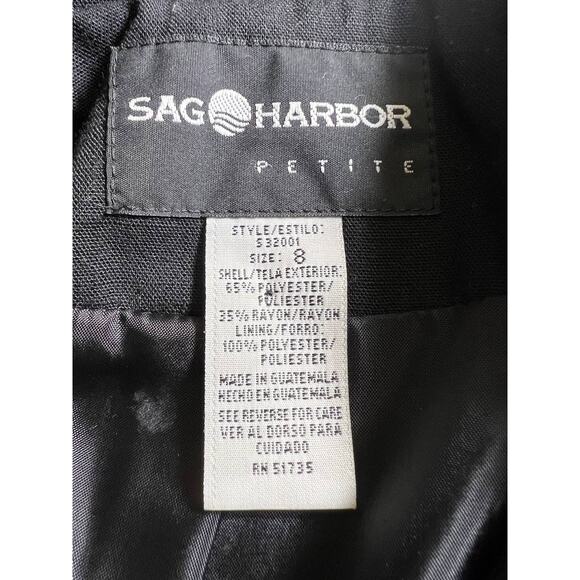 SAG HARBOR
PETITE
STYLE/ESTILO:
S32001
SIZE: 8
SHELL/TELA EXTERIOR:
65% POLYESTER/
POLIESTER
35% RAYON/RAYON
LINING/FORRO:
100% POLYESTER/
POLIESTER
MADE IN GUATEMALA
HECHO EN GUATEMALA
SEE REVERSE FOR CARE
VER AL DORSO PARA
CUIDADO
RN 51735